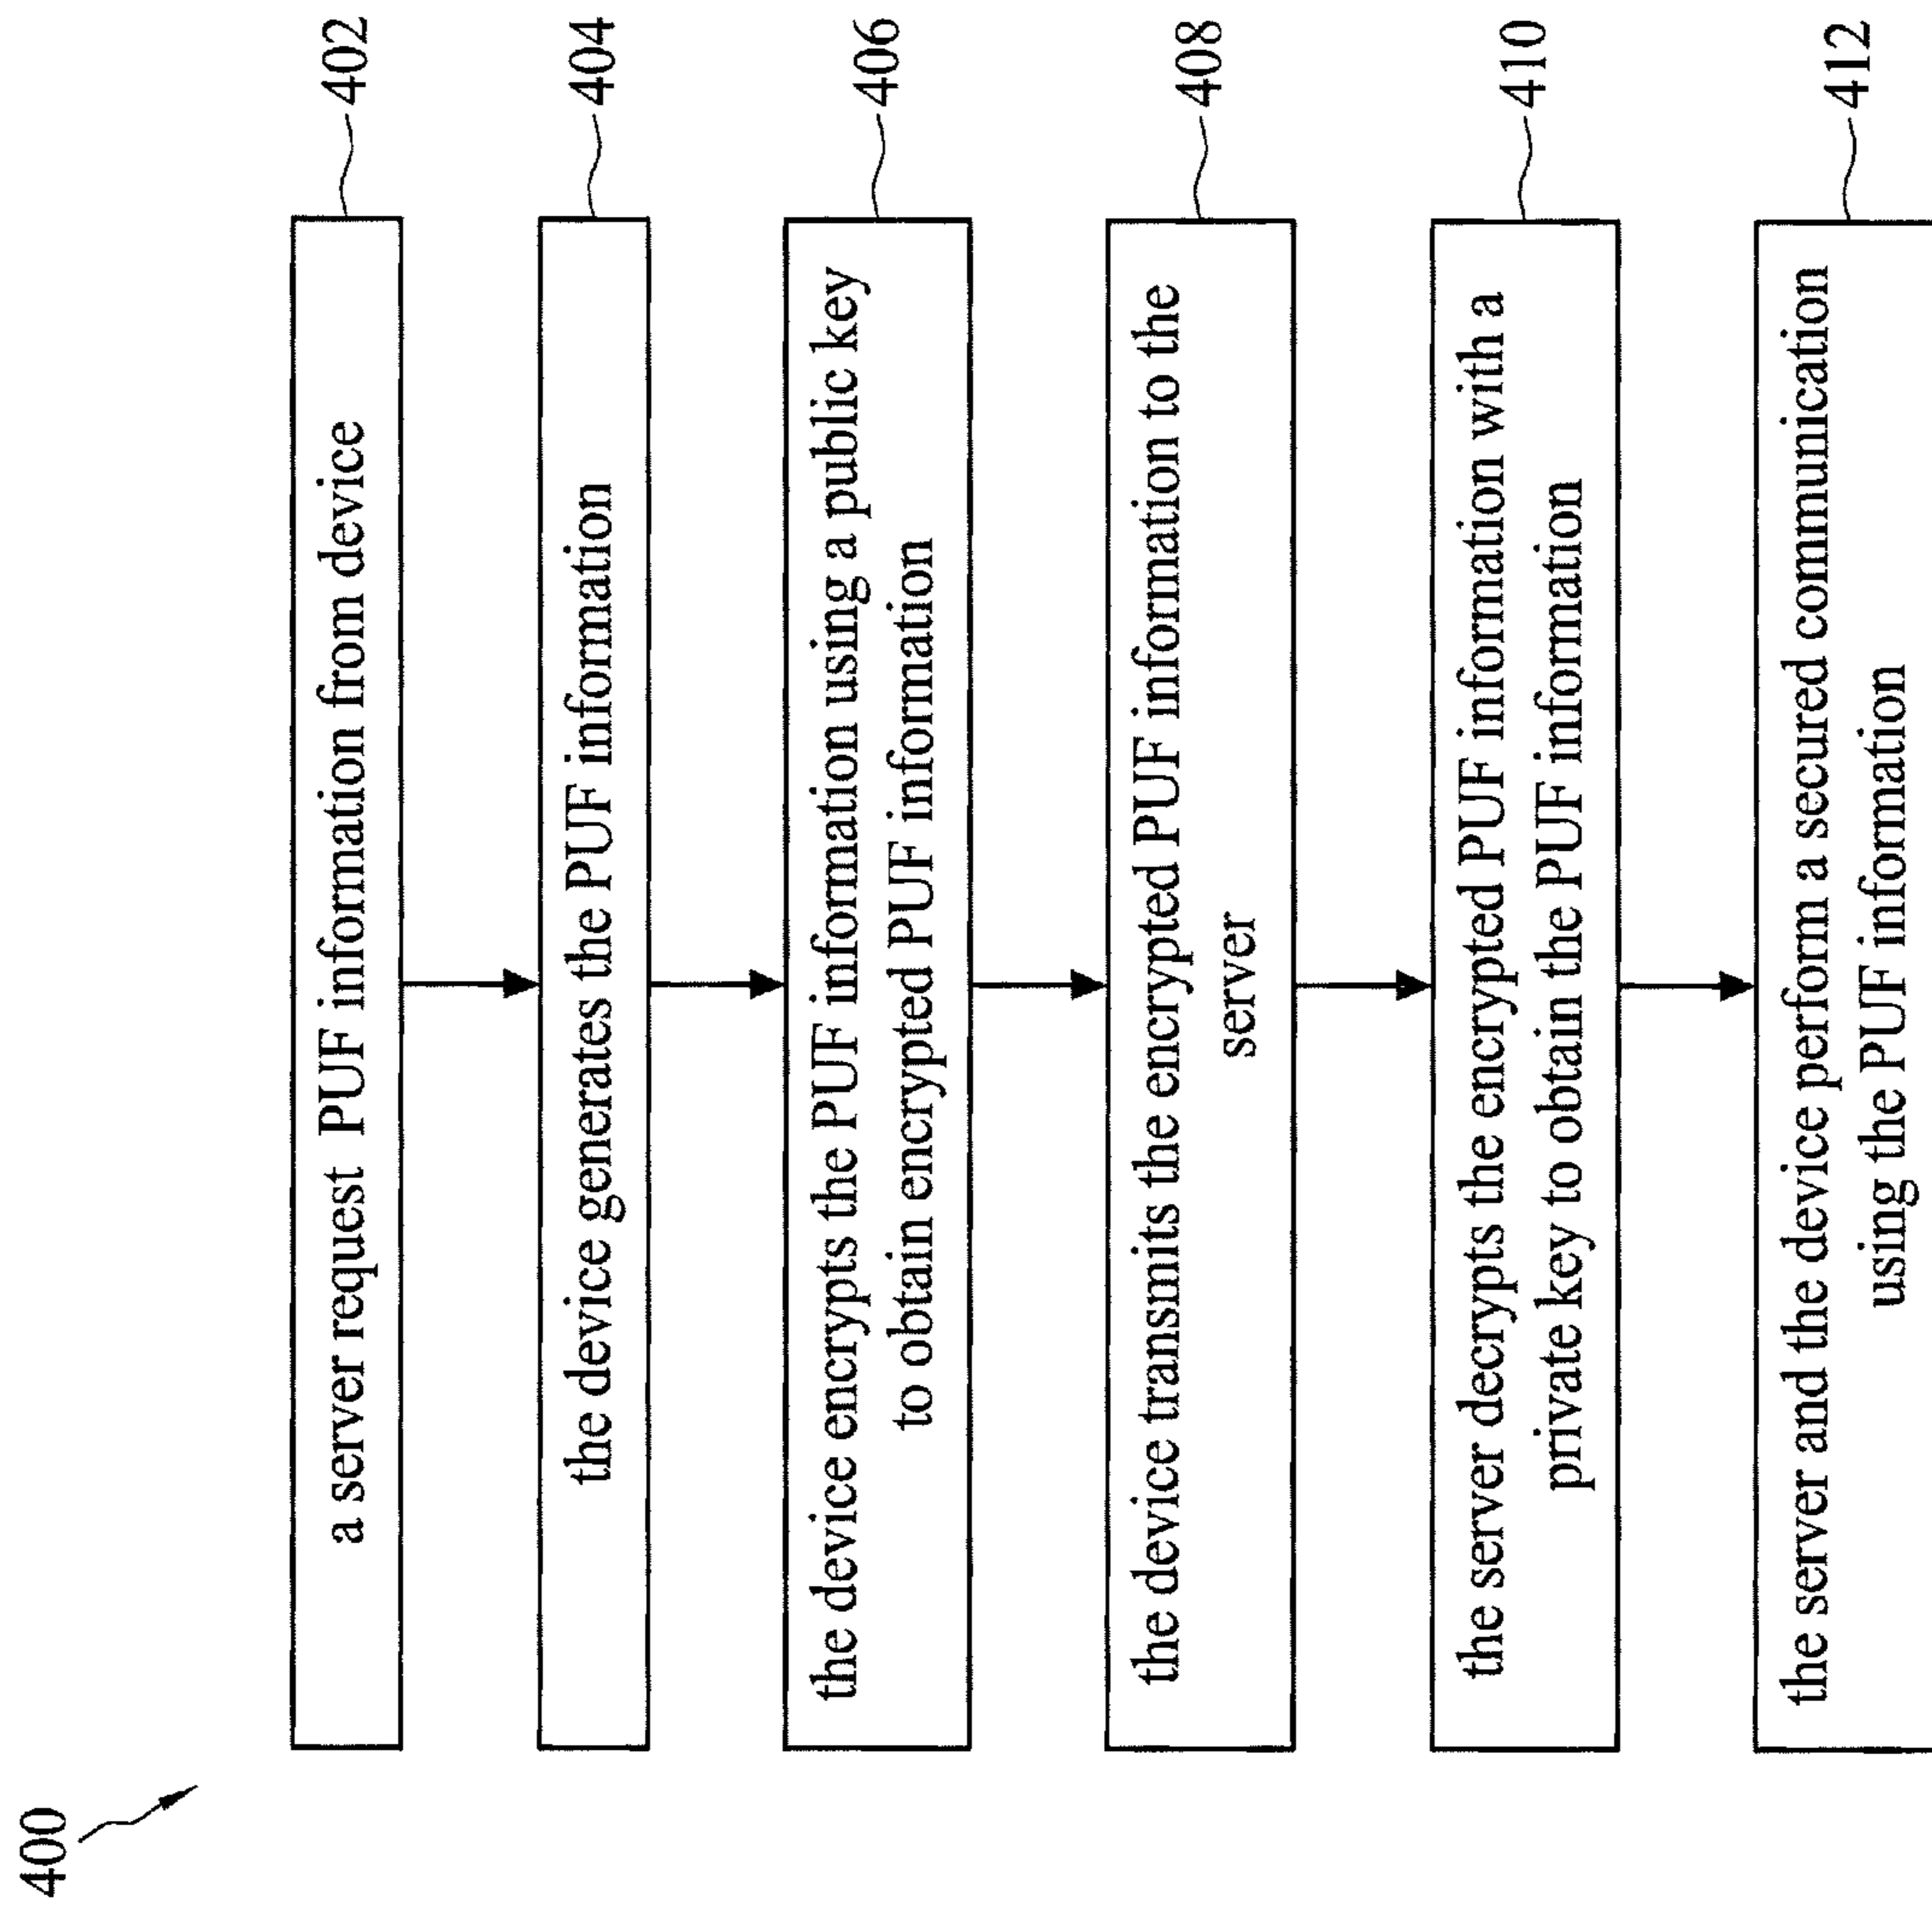 400
a server request PUF information from device
402
the device generates the PUF information
404
the device encrypts the PUF information using a public key
to obtain encrypted PUF information
406
the device transmits the encrypted PUF information to the
server
408
the server decrypts the encrypted PUF information with a
private key to obtain the PUF information
410
the server and the device perform a secured communication
using the PUF information
412